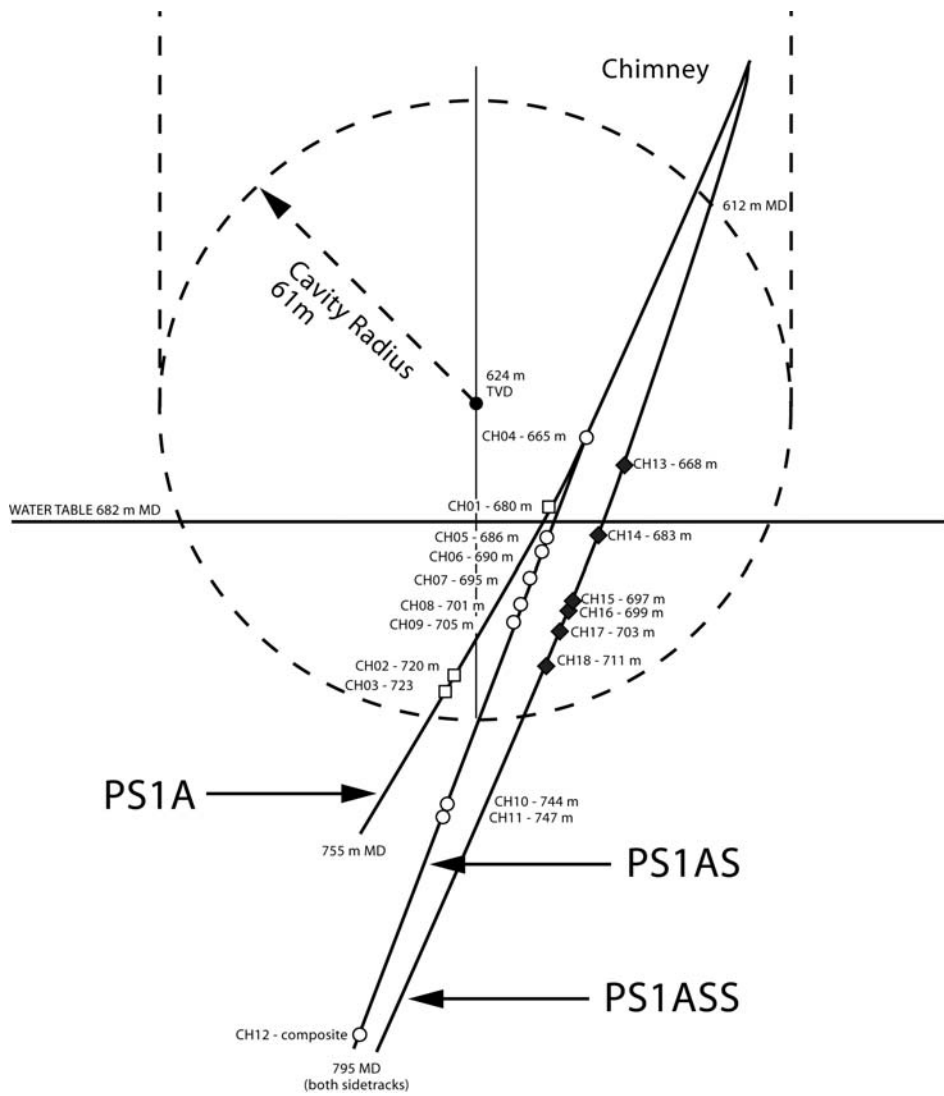 Chimney
612 m MD
Cavity Radius
61m
624 m
TVD
CH04 - 665 m
CH13 - 668 m
CH01 - 680 m
WATER TABLE 682 m MD
CH05 - 686 m
CH14 - 683 m
CH06 - 690 m
CH07 - 695 m
CH15 - 697 m
CH08 - 701 m
CH16 - 699 m
CH09 - 705 m
CH17 - 703 m
CH02 - 720 m
CH18 - 711 m
CH03 - 723
PS1A
CH10 - 744 m
CH11 - 747 m
755 m MD
PS1AS
PS1ASS
CH12 - composite
795 MD
(both sidetracks)